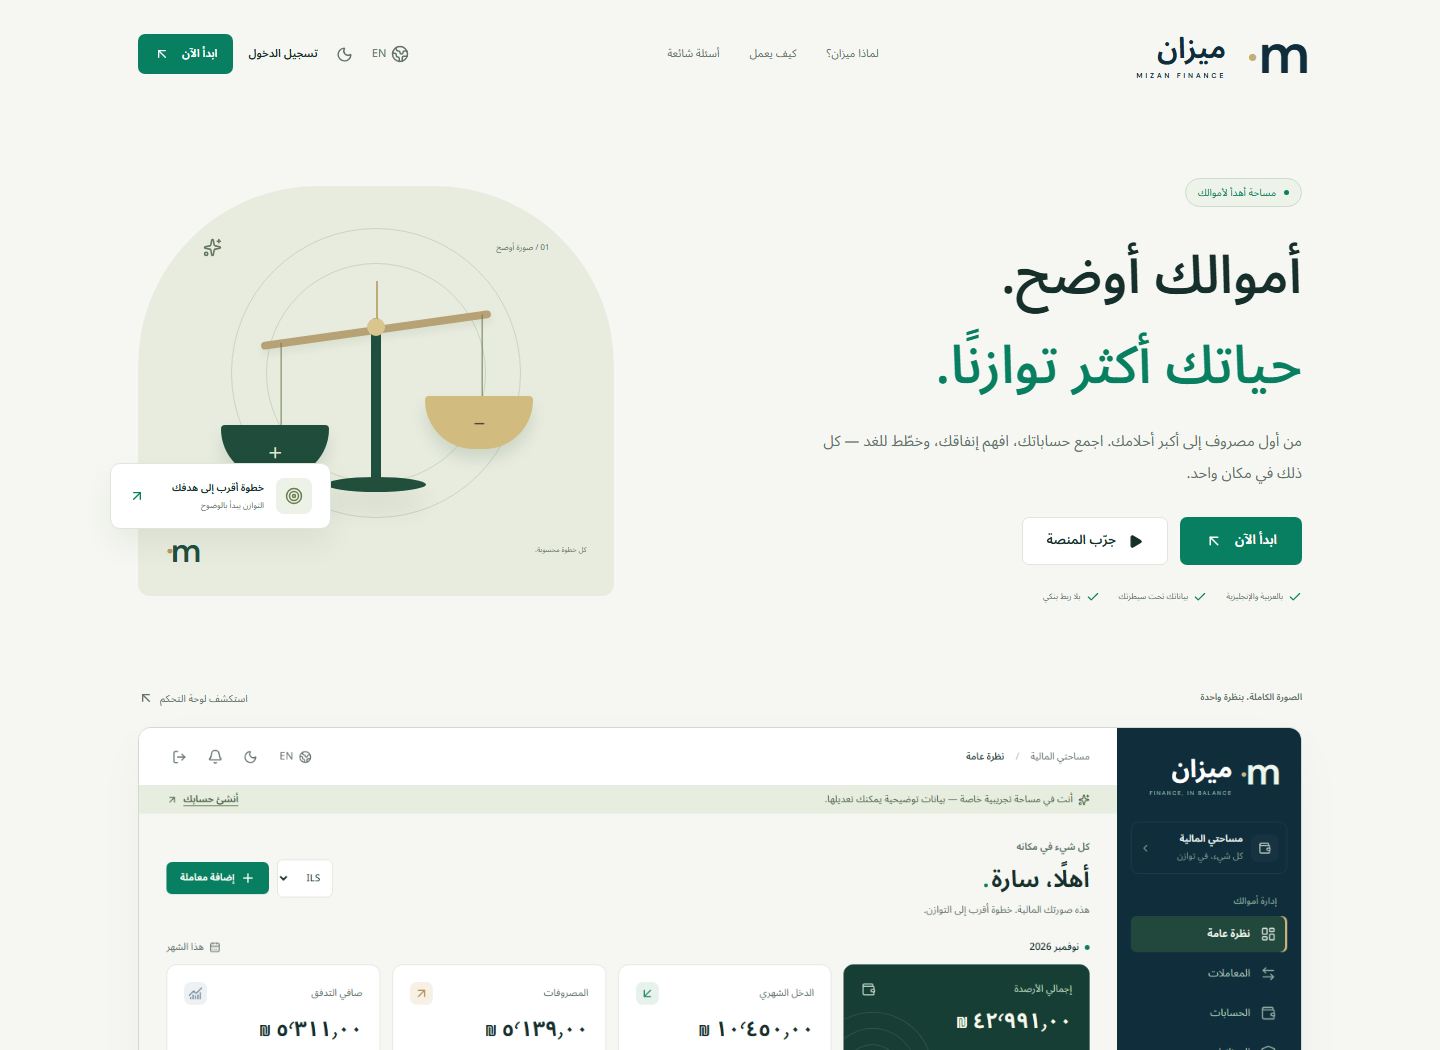 ميزان
MIZAN FINANCE
m
لماذا ميزان؟
كيف يعمل
أسئلة شائعة
EN
تسجيل الدخول
ابدأ الآن
مساحة أهدأ لأموالك
أموالك أوضح.
حياتك أكثر توازنًا.
من أول مصروف إلى أكبر أحلامك. اجمع حساباتك، افهم إنفاقك، وخطّط للغد — كل
ذلك في مكان واحد.
ابدأ الآن
جرّب المنصة
بالعربية والإنجليزية
بياناتك تحت سيطرتك
بلا ربط بنكي
01 / صورة أوضح
−
+
خطوة أقرب إلى هدفك
التوازن يبدأ بالوضوح
كل خطوة محسوبة.
m
الصورة الكاملة، بنظرة واحدة
استكشف لوحة التحكم
m
ميزان
FINANCE, IN BALANCE
مساحتي المالية
كل شيء، في توازن
إدارة أموالك
نظرة عامة
المعاملات
الحسابات
مساحتي المالية / نظرة عامة
EN
أنت في مساحة تجريبية خاصة — بيانات توضيحية يمكنك تعديلها.
أنشئ حسابك
كل شيء في مكانه
أهلًا، سارة.
هذه صورتك المالية. خطوة أقرب إلى التوازن.
ILS
إضافة معاملة
نوفمبر 2026
هذا الشهر
إجمالي الأرصدة
٤٢٬٩٩١٫٠٠ ₪
الدخل الشهري
١٠٬٤٥٠٫٠٠ ₪
المصروفات
٥٬١٣٩٫٠٠ ₪
صافي التدفق
٥٬٣١١٫٠٠ ₪